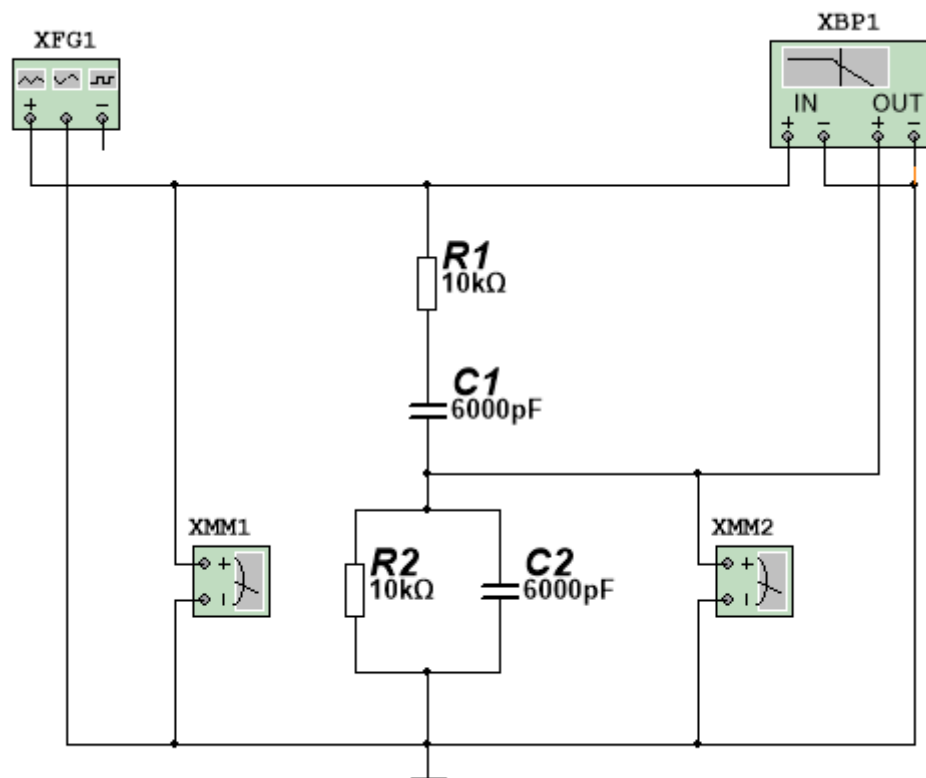 XFG1
XBP1
+ −
IN OUT
+ − + −
R1
10kΩ
C1
6000pF
XMM1
+
R2
10kΩ
C2
6000pF
XMM2
+